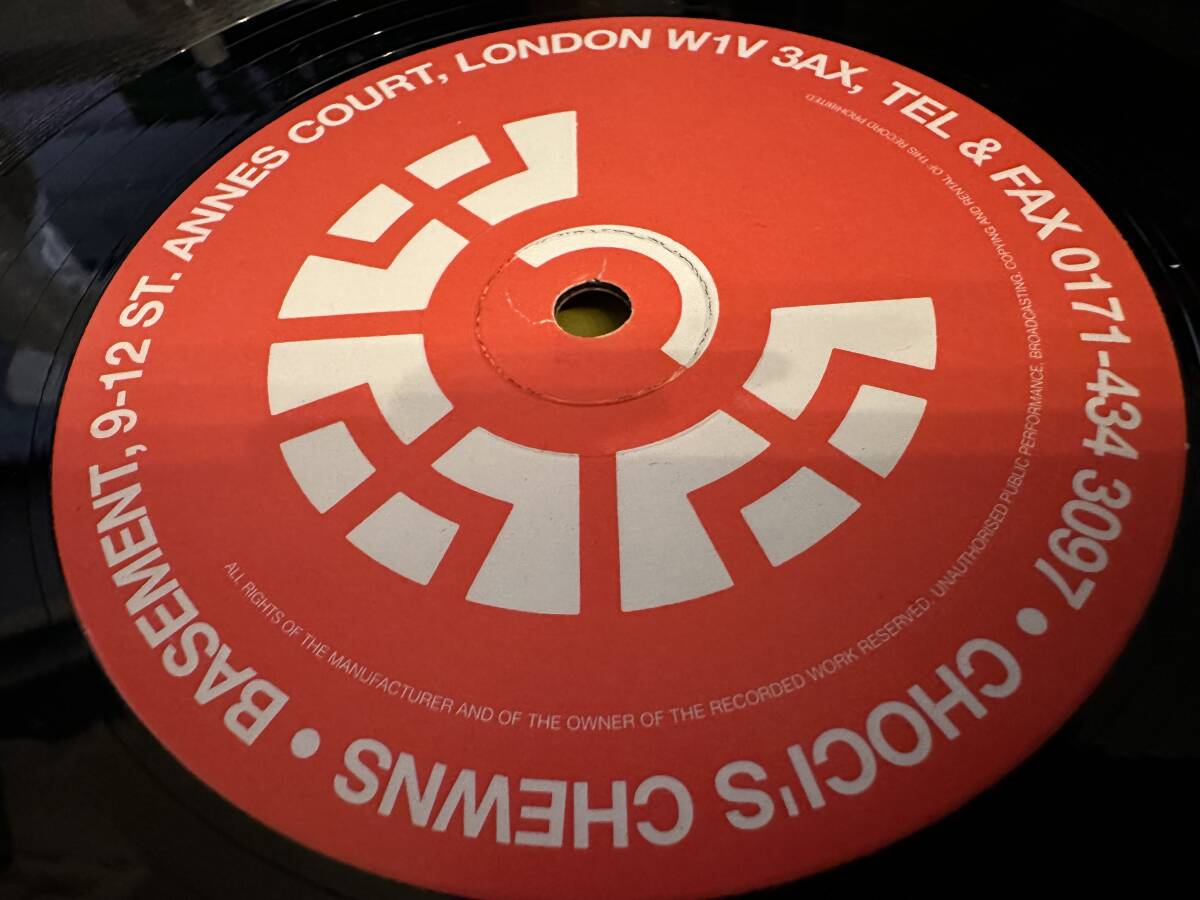 CHOCI'S CHEWNS • BASEMENT, 9-12 ST. ANNES COURT, LONDON W1V 3AX, TEL & FAX 0171-434 3097 •
ALL RIGHTS OF THE MANUFACTURER AND OF THE OWNER OF THE RECORDED WORK RESERVED. UNAUTHORISED PUBLIC PERFORMANCE, BROADCASTING, COPYING AND RENTAL OF THIS RECORD PROHIBITED.